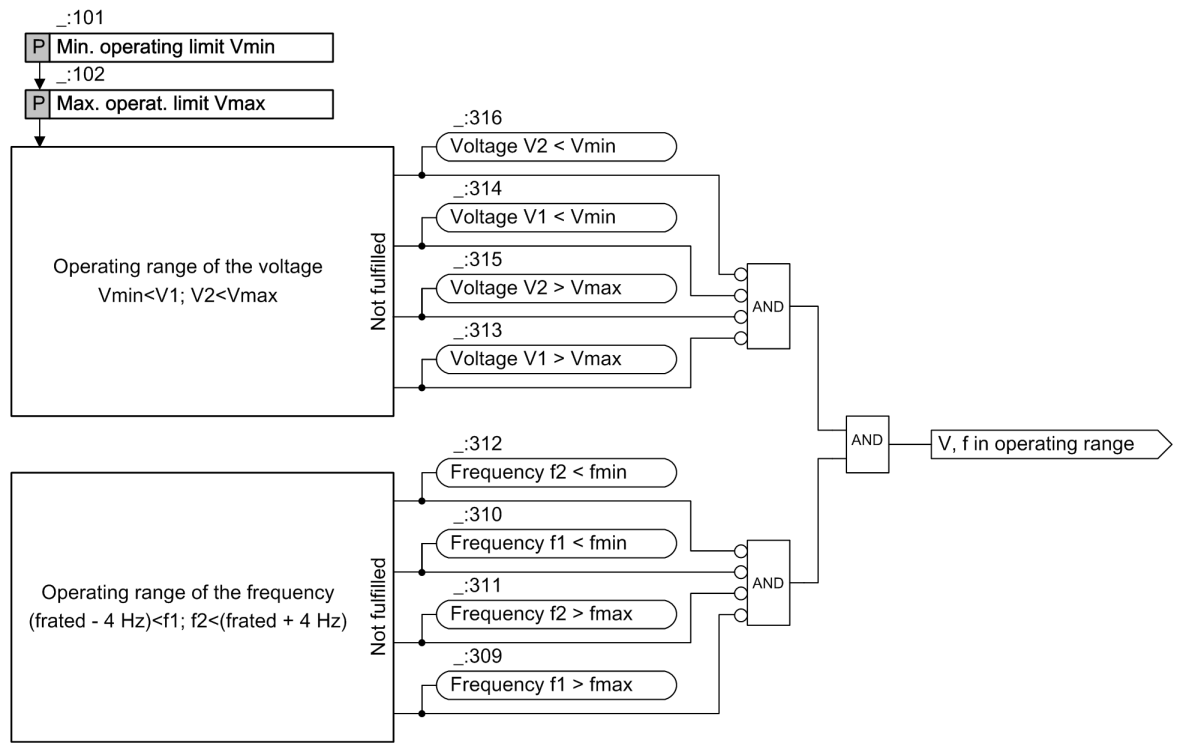 _:101
P Min. operating limit Vmin
_:102
P Max. operat. limit Vmax
Operating range of the voltage
Vmin<V1; V2<Vmax
Not fulfilled
_:316
Voltage V2 < Vmin
_:314
Voltage V1 < Vmin
_:315
Voltage V2 > Vmax
_:313
Voltage V1 > Vmax
AND
Operating range of the frequency
(frated - 4 Hz)<f1; f2<(frated + 4 Hz)
Not fulfilled
_:312
Frequency f2 < fmin
_:310
Frequency f1 < fmin
_:311
Frequency f2 > fmax
_:309
Frequency f1 > fmax
AND
AND
V, f in operating range